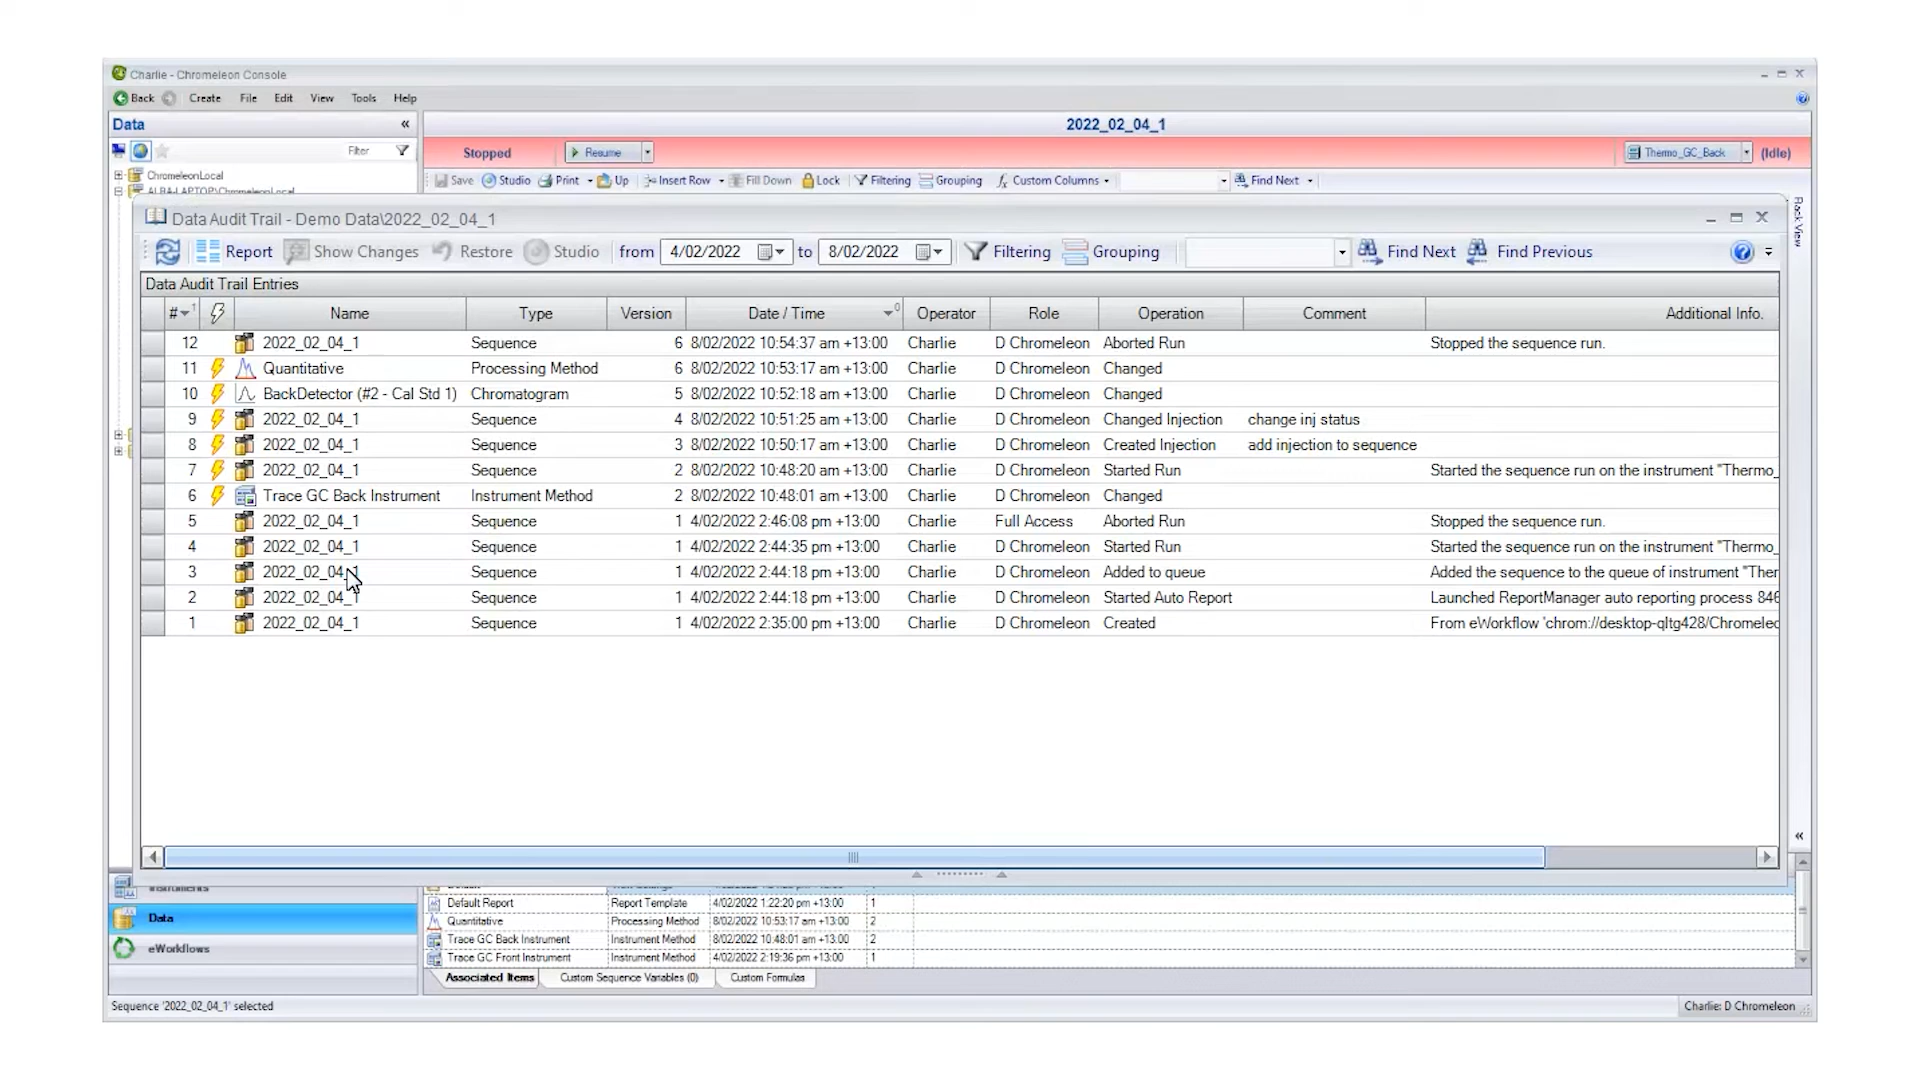 Charlie - Chromeleon Console
Back Create File Edit View Tools Help
Data «
2022_02_04_1
Filter
Stopped Resume Thermo_GC_Back (Idle)
ChromeleonLocal
ALBA-LAPTOP\ChromeleonLocal
Save Studio Print Up Insert Row Fill Down Lock Filtering Grouping Custom Columns Find Next
Rack View
Data Audit Trail - Demo Data\2022_02_04_1
Report Show Changes Restore Studio from 4/02/2022 to 8/02/2022 Filtering Grouping Find Next Find Previous
Data Audit Trail Entries
# Name Type Version Date / Time Operator Role Operation Comment Additional Info.
12 2022_02_04_1 Sequence 6 8/02/2022 10:54:37 am +13:00 Charlie D Chromeleon Aborted Run Stopped the sequence run.
11 Quantitative Processing Method 6 8/02/2022 10:53:17 am +13:00 Charlie D Chromeleon Changed
10 BackDetector (#2 - Cal Std 1) Chromatogram 5 8/02/2022 10:52:18 am +13:00 Charlie D Chromeleon Changed
9 2022_02_04_1 Sequence 4 8/02/2022 10:51:25 am +13:00 Charlie D Chromeleon Changed Injection change inj status
8 2022_02_04_1 Sequence 3 8/02/2022 10:50:17 am +13:00 Charlie D Chromeleon Created Injection add injection to sequence
7 2022_02_04_1 Sequence 2 8/02/2022 10:48:20 am +13:00 Charlie D Chromeleon Started Run Started the sequence run on the instrument "Thermo_
6 Trace GC Back Instrument Instrument Method 2 8/02/2022 10:48:01 am +13:00 Charlie D Chromeleon Changed
5 2022_02_04_1 Sequence 1 4/02/2022 2:46:08 pm +13:00 Charlie Full Access Aborted Run Stopped the sequence run.
4 2022_02_04_1 Sequence 1 4/02/2022 2:44:35 pm +13:00 Charlie D Chromeleon Started Run Started the sequence run on the instrument "Thermo_
3 2022_02_04_1 Sequence 1 4/02/2022 2:44:18 pm +13:00 Charlie D Chromeleon Added to queue Added the sequence to the queue of instrument "Ther
2 2022_02_04_1 Sequence 1 4/02/2022 2:44:18 pm +13:00 Charlie D Chromeleon Started Auto Report Launched ReportManager auto reporting process 846
1 2022_02_04_1 Sequence 1 4/02/2022 2:35:00 pm +13:00 Charlie D Chromeleon Created From eWorkflow 'chrom://desktop-qltg428/Chromelec
Instruments
Data
eWorkflows
Default Report Report Template 4/02/2022 1:22:20 pm +13:00 1
Quantitative Processing Method 8/02/2022 10:53:17 am +13:00 2
Trace GC Back Instrument Instrument Method 8/02/2022 10:48:01 am +13:00 2
Trace GC Front Instrument Instrument Method 4/02/2022 2:19:36 pm +13:00 1
Associated Items Custom Sequence Variables (0) Custom Formulas
Sequence '2022_02_04_1' selected Charlie: D Chromeleon